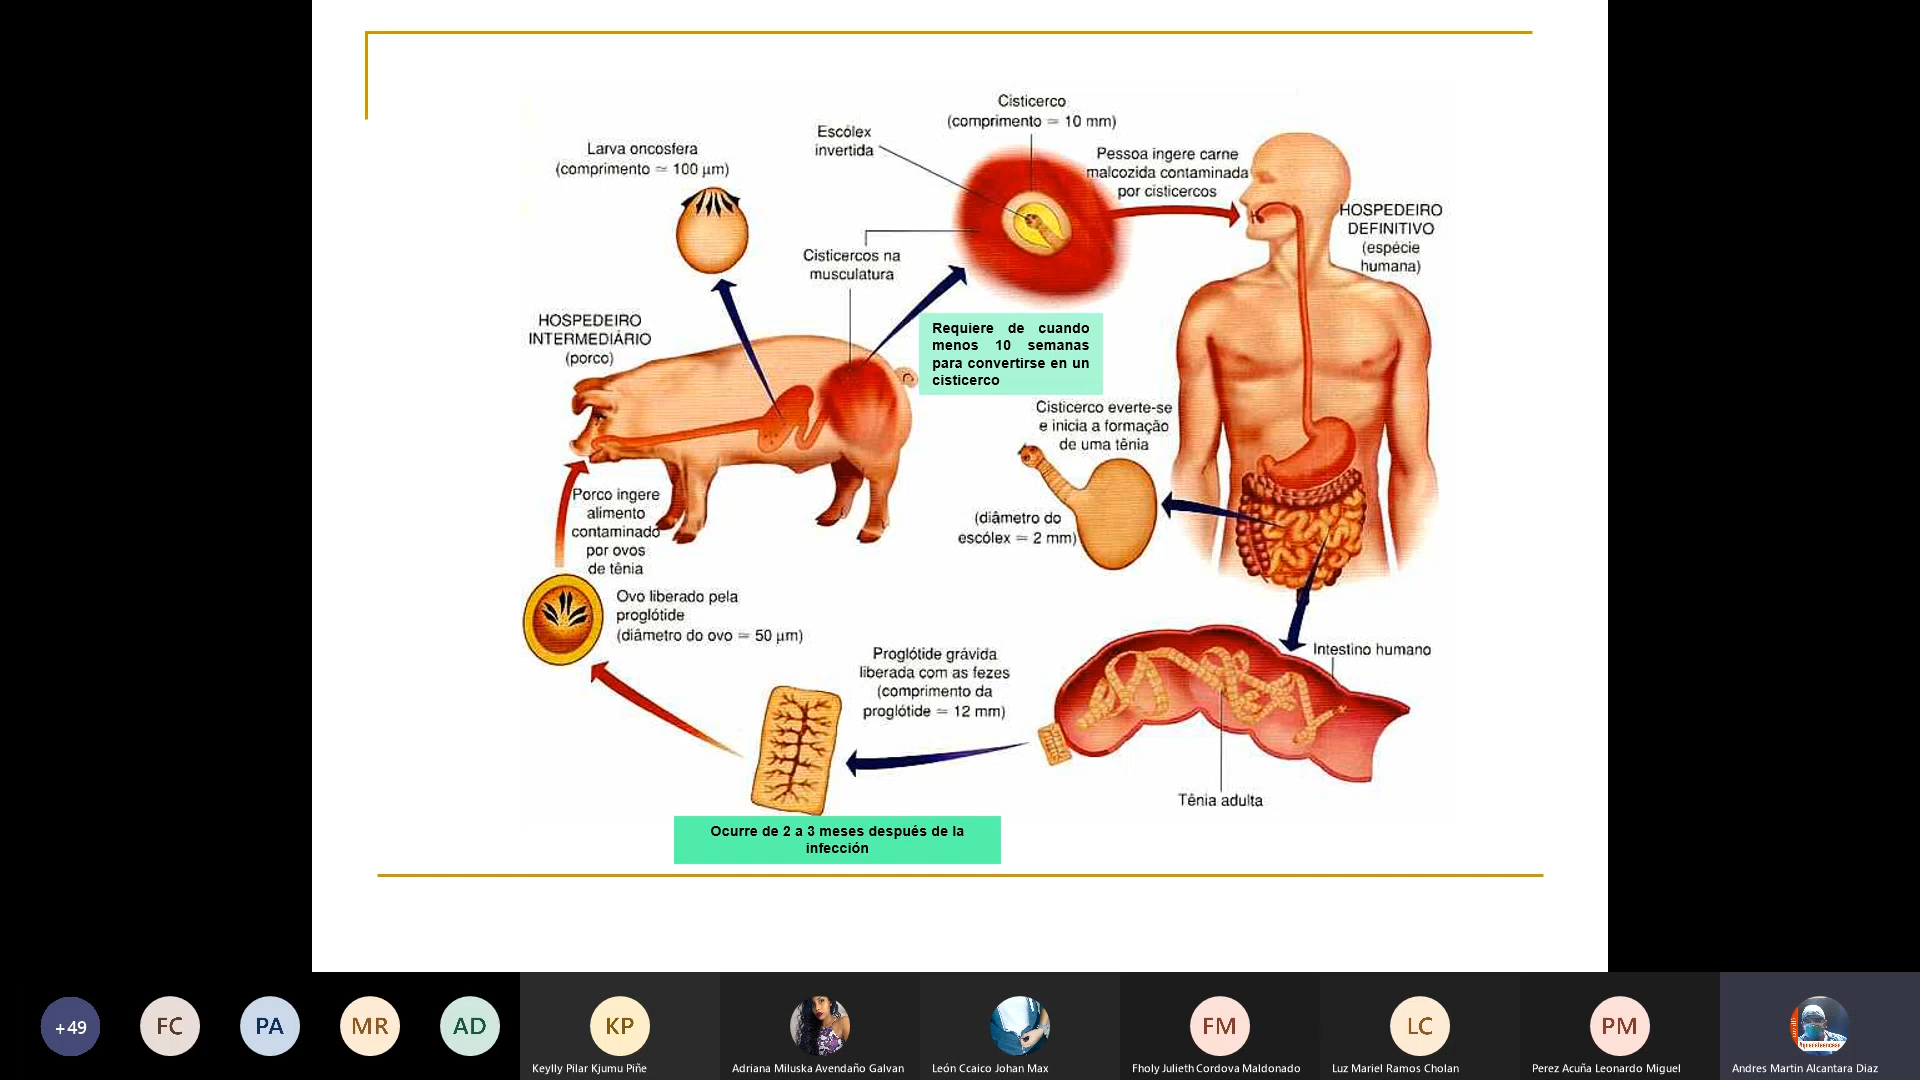 Cisticerco
(comprimento ≃ 10 mm)
Escólex
invertida
Larva oncosfera
(comprimento ≃ 100 µm)
Pessoa ingere carne
malcozida contaminada
por cisticercos
HOSPEDEIRO
DEFINITIVO
(espécie
humana)
Cisticercos na
musculatura
HOSPEDEIRO
INTERMEDIÁRIO
(porco)
Requiere de cuando
menos 10 semanas
para convertirse en un
cisticerco
Cisticerco everte-se
e inicia a formação
de uma tênia
(diâmetro do
escólex ≃ 2 mm)
Porco ingere
alimento
contaminado
por ovos
de tênia
Ovo liberado pela
proglótide
(diâmetro do ovo ≃ 50 µm)
Proglótide grávida
liberada com as fezes
(comprimento da
proglótide ≃ 12 mm)
Intestino humano
Tênia adulta
Ocurre de 2 a 3 meses después de la
infección
+49
FC
PA
MR
AD
KP
FM
LC
PM
Keylly Pilar Kjumu Piñe
Adriana Miluska Avendaño Galvan
León Ccaico Johan Max
Fholy Julieth Cordova Maldonado
Luz Mariel Ramos Cholan
Perez Acuña Leonardo Miguel
Andres Martin Alcantara Diaz